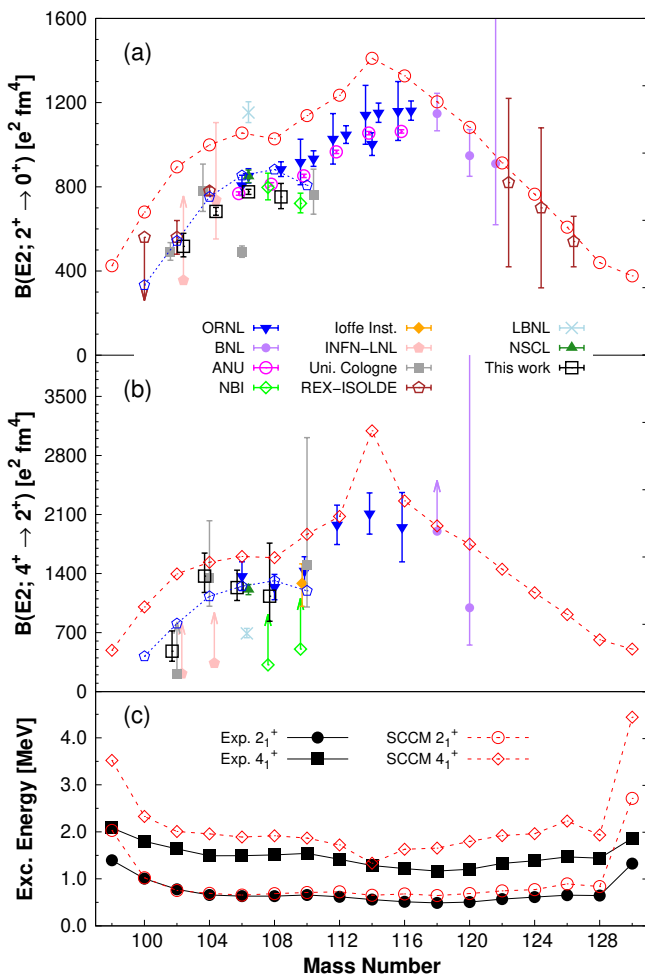 (a)
B(E2; 2⁺ → 0⁺) [e² fm⁴]
1600
1200
800
400
0
ORNL
BNL
ANU
NBI
Ioffe Inst.
INFN-LNL
Uni. Cologne
REX-ISOLDE
LBNL
NSCL
This work
(b)
B(E2; 4⁺ → 2⁺) [e² fm⁴]
3500
2800
2100
1400
700
0
(c)
Exc. Energy [MeV]
4.0
3.0
2.0
1.0
0.0
Exp. 2₁⁺
Exp. 4₁⁺
SCCM 2₁⁺
SCCM 4₁⁺
100 104 108 112 116 120 124 128
Mass Number